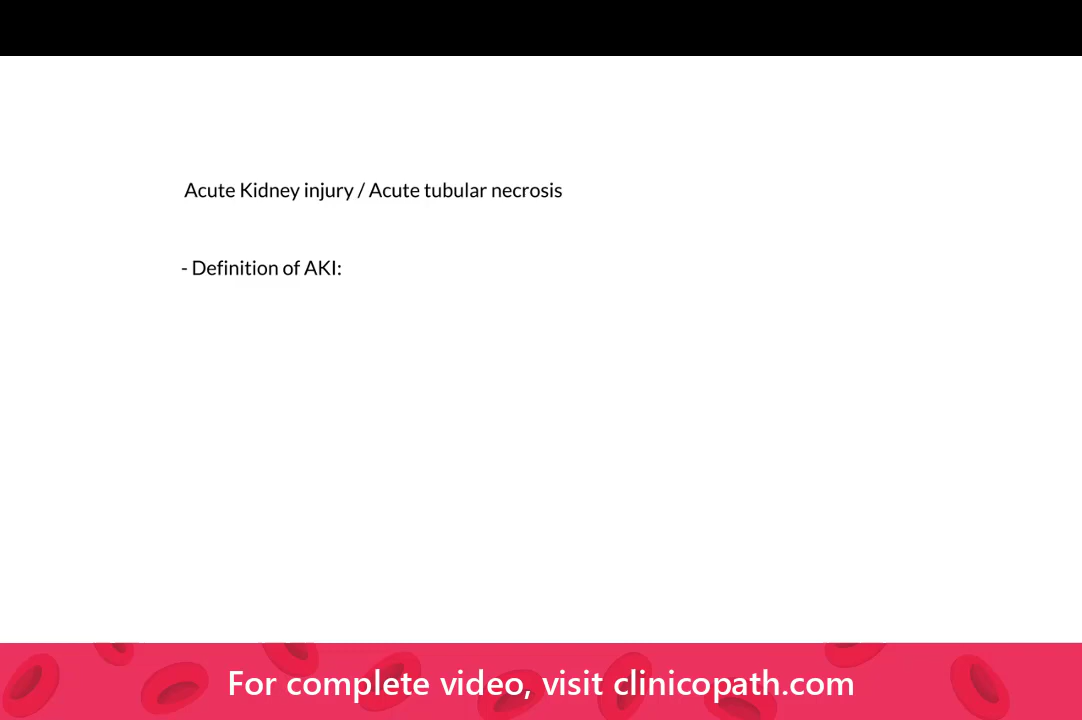 Acute Kidney injury / Acute tubular necrosis
- Definition of AKI:
For complete video, visit clinicopath.com